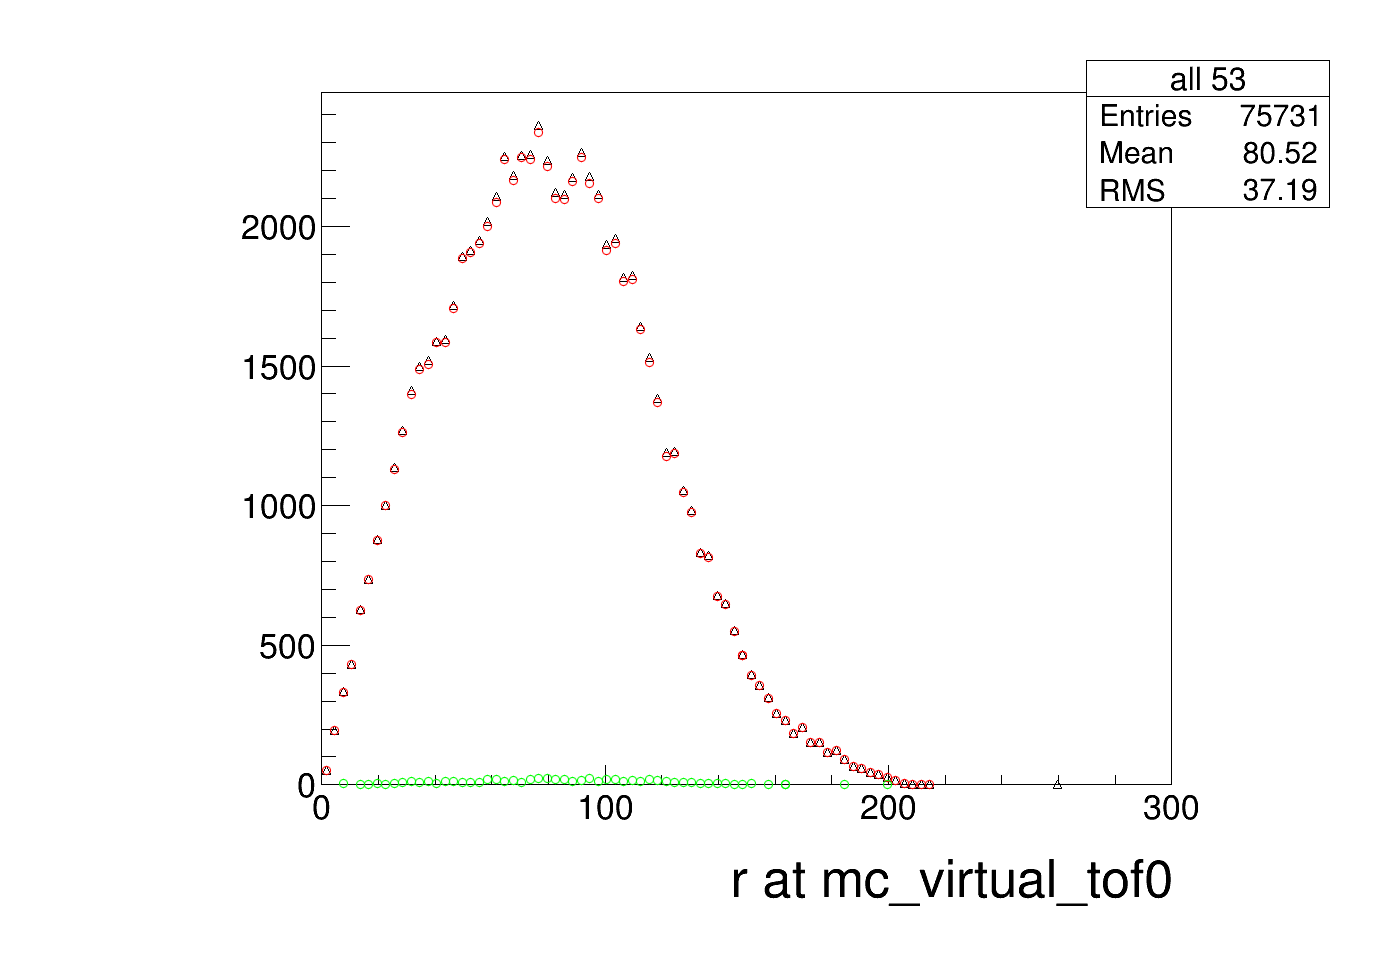 all 53
Entries 75731
Mean 80.52
RMS 37.19
2000
1500
1000
500
0
0 100 200 300
r at mc_virtual_tof0